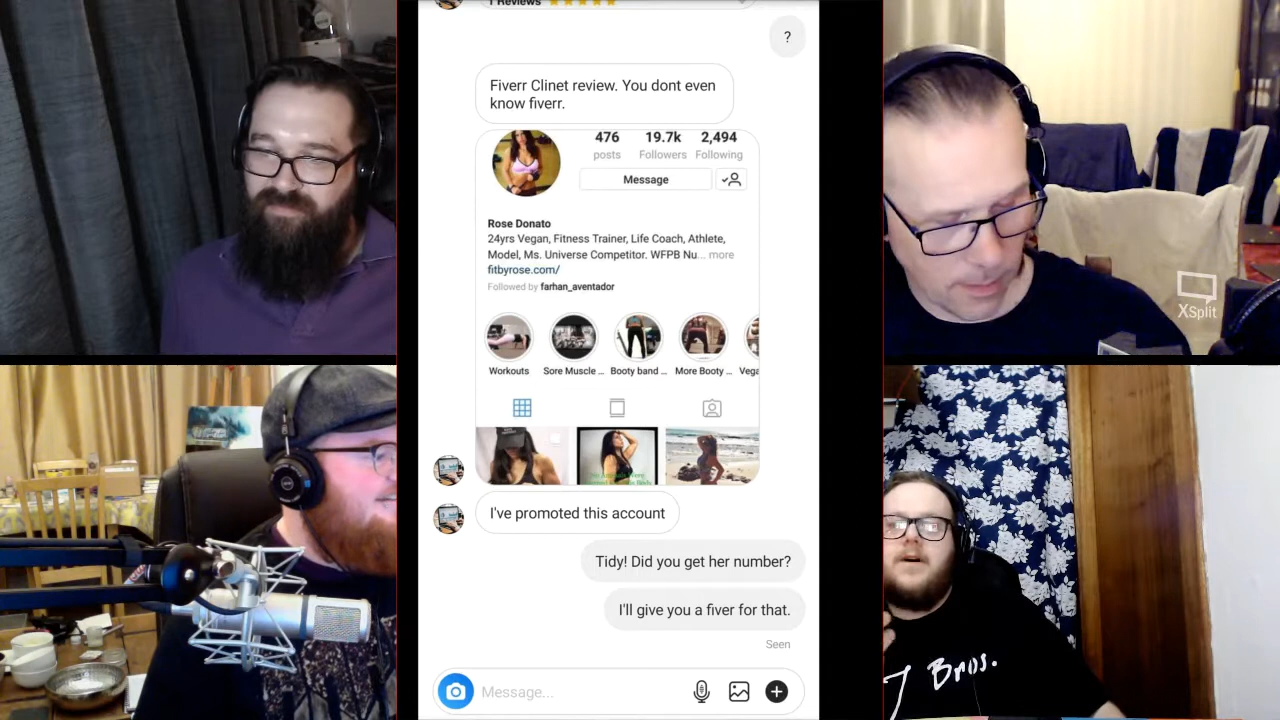 1 Reviews
?
Fiverr Clinet review. You dont even
know fiverr.
476 19.7k 2,494
posts Followers Following
Message
Rose Donato
24yrs Vegan, Fitness Trainer, Life Coach, Athlete,
Model, Ms. Universe Competitor. WFPB Nu... more
fitbyrose.com/
Followed by farhan_aventador
Workouts Sore Muscle ... Booty band ... More Booty ... Vega
I've promoted this account
Tidy! Did you get her number?
I'll give you a fiver for that.
Seen
Message...
XSplit
Bros.